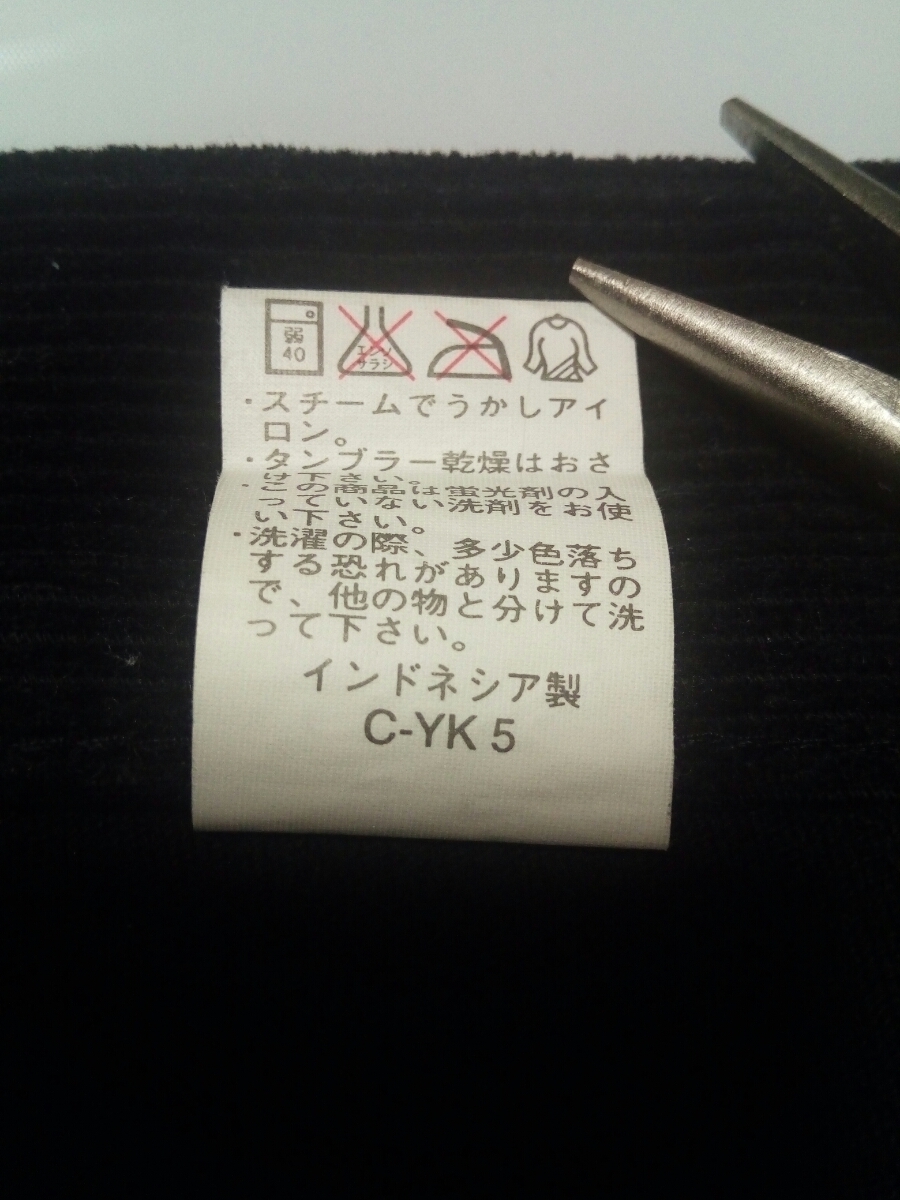 弱
40
エンソ
サラシ
・スチームでうかしアイ
ロン。
・タンブラー乾燥はおさ
け下さい。
・この商品は蛍光剤の入
っていない洗剤をお使
い下さい。
・洗濯の際、多少色落ち
する恐れがありますの
で、他の物と分けて洗
って下さい。
インドネシア製
C-YK 5